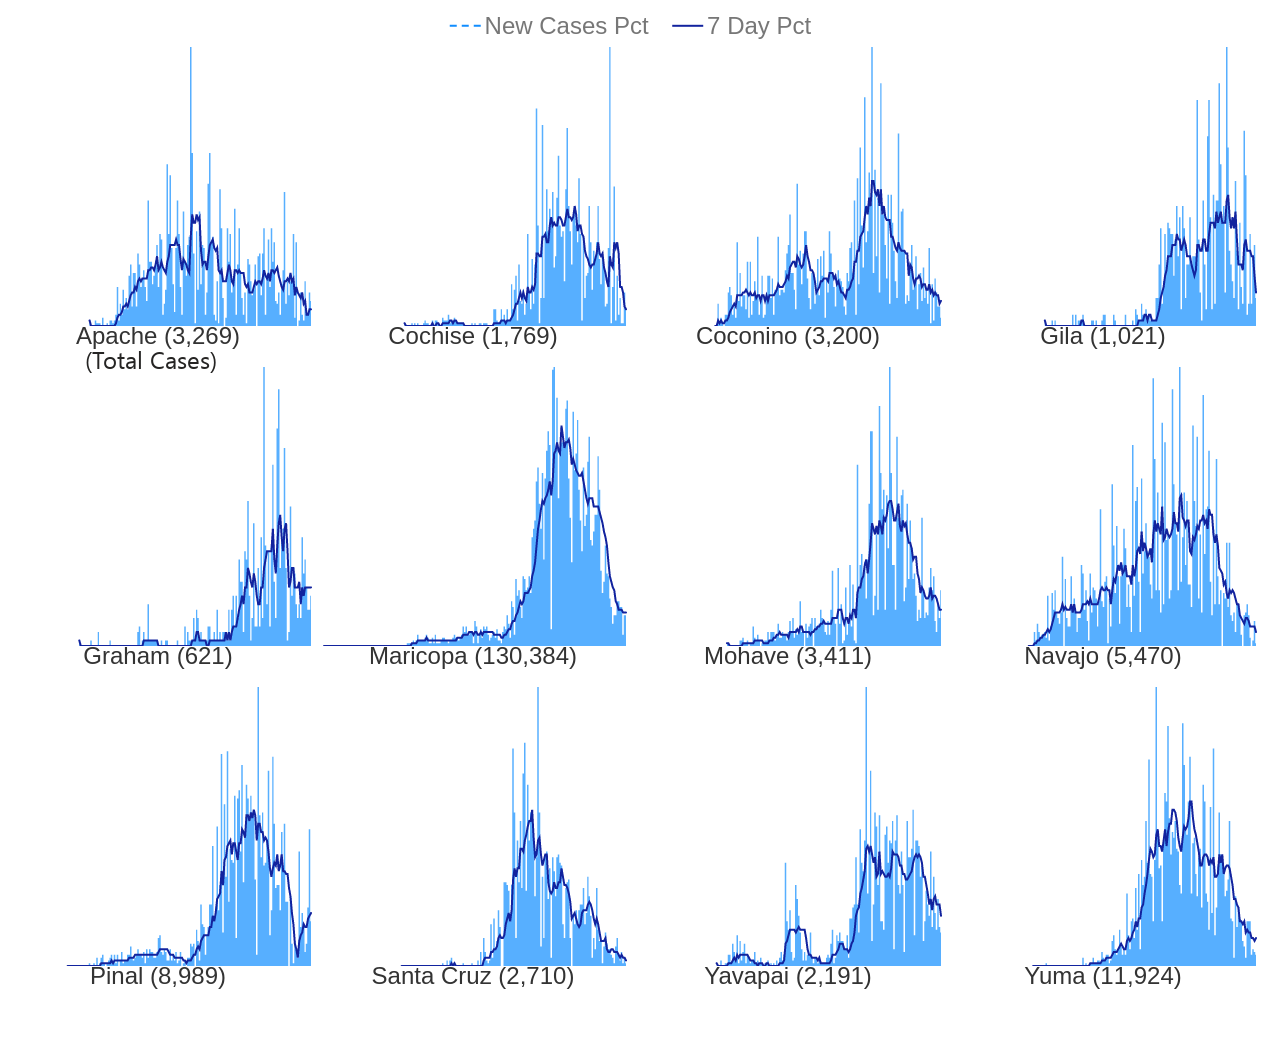 New Cases Pct 7 Day Pct
Apache (3,269) Cochise (1,769) Coconino (3,200) Gila (1,021)
(Total Cases)
Graham (621) Maricopa (130,384) Mohave (3,411) Navajo (5,470)
Pinal (8,989) Santa Cruz (2,710) Yavapai (2,191) Yuma (11,924)